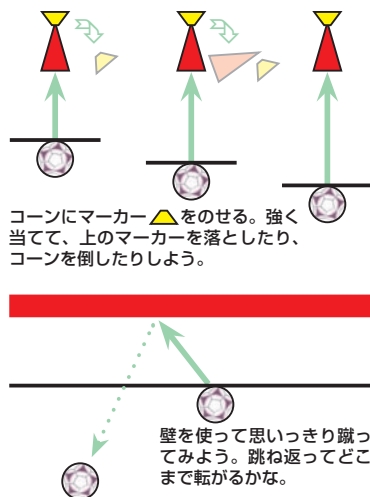 コーンにマーカー をのせる。強く
当てて、上のマーカーを落としたり、
コーンを倒したりしよう。
壁を使って思いっきり蹴っ
てみよう。跳ね返ってどこ
まで転がるかな。